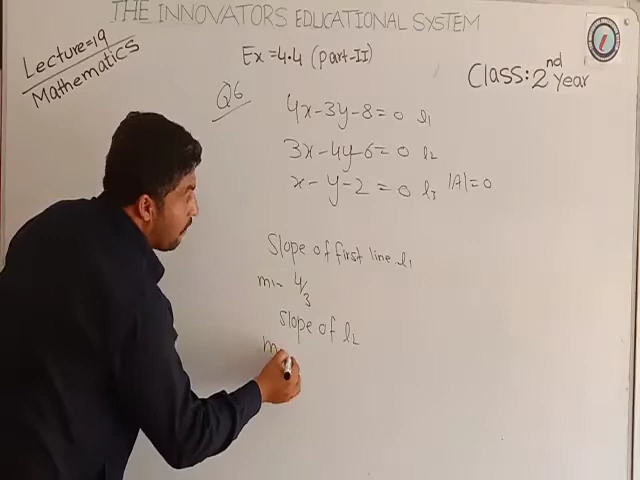 THE INNOVATORS EDUCATIONAL SYSTEM
Lecture=19
Mathematics
Ex=4.4 (Part-II)
Class: 2nd year
Q6
4x-3y-8=0 l1
3x-4y-6=0 l2
x-y-2=0 l3 |A|=0
Slope of first line l1
m1= 4/3
Slope of l2
m